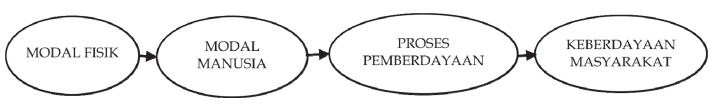 MODAL FISIK
MODAL
MANUSIA
PROSES
PEMBERDAYAAN
KEBERDAYAAN
MASYARAKAT